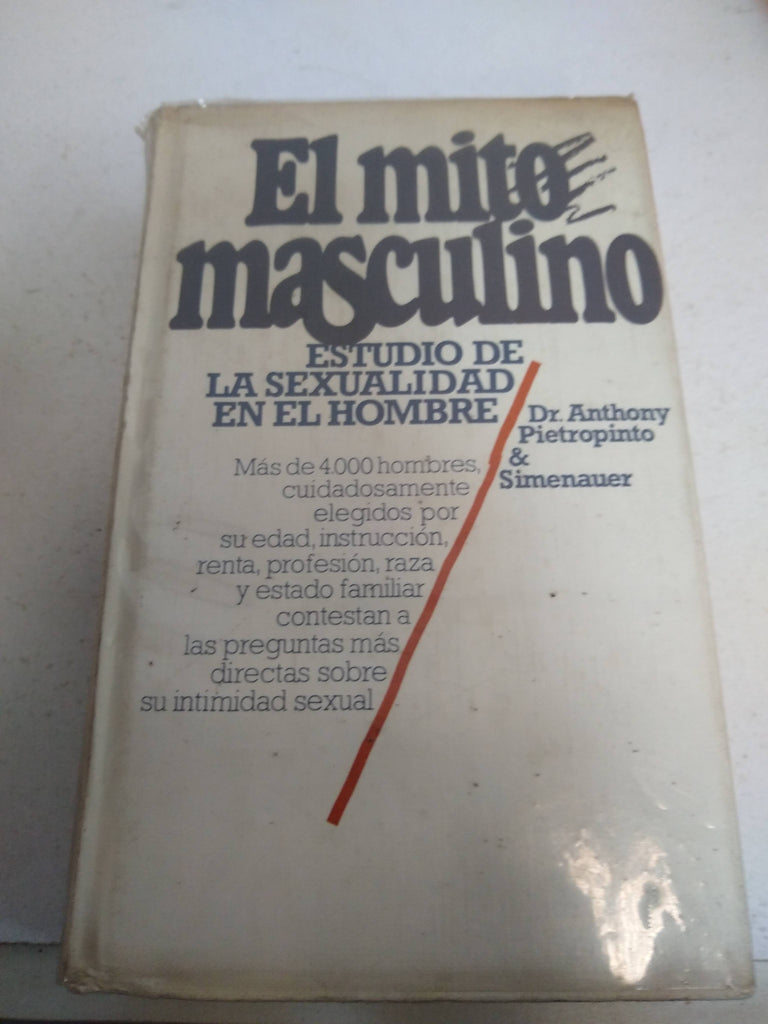 El mito
masculino
ESTUDIO DE
LA SEXUALIDAD
EN EL HOMBRE
Dr. Anthony
Pietropinto
&
Simenauer
Más de 4.000 hombres,
cuidadosamente
elegidos por
su edad, instrucción,
renta, profesión, raza
y estado familiar
contestan a
las preguntas más
directas sobre
su intimidad sexual